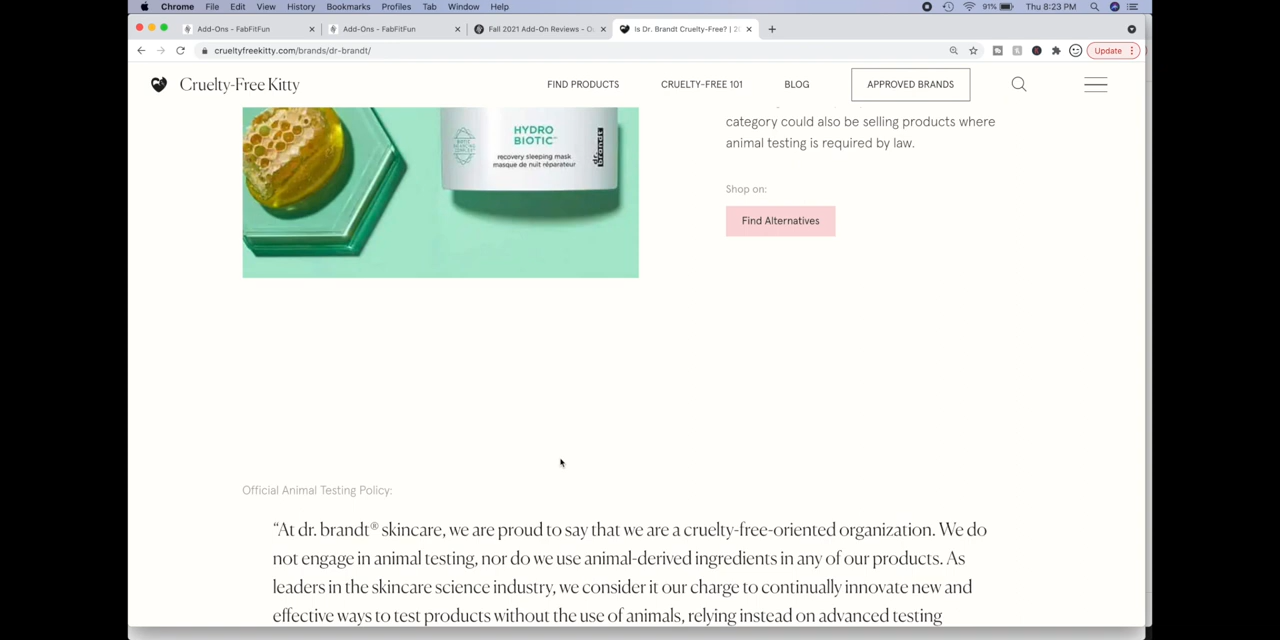 Chrome File Edit View History Bookmarks Profiles Tab Window Help 91% Thu 8:23 PM
Add-Ons - FabFitFun Add-Ons - FabFitFun Fall 2021 Add-On Reviews - Is Dr. Brandt Cruelty-Free? |
crueltyfreekitty.com/brands/dr-brandt/ Update
Cruelty-Free Kitty FIND PRODUCTS CRUELTY-FREE 101 BLOG APPROVED BRANDS
category could also be selling products where
animal testing is required by law.
HYDRO
BIOTIC
recovery sleeping mask
masque de nuit réparateur
dr.brandt
Shop on:
Find Alternatives
Official Animal Testing Policy:
“At dr. brandt® skincare, we are proud to say that we are a cruelty-free-oriented organization. We do
not engage in animal testing, nor do we use animal-derived ingredients in any of our products. As
leaders in the skincare science industry, we consider it our charge to continually innovate new and
effective ways to test products without the use of animals, relying instead on advanced testing